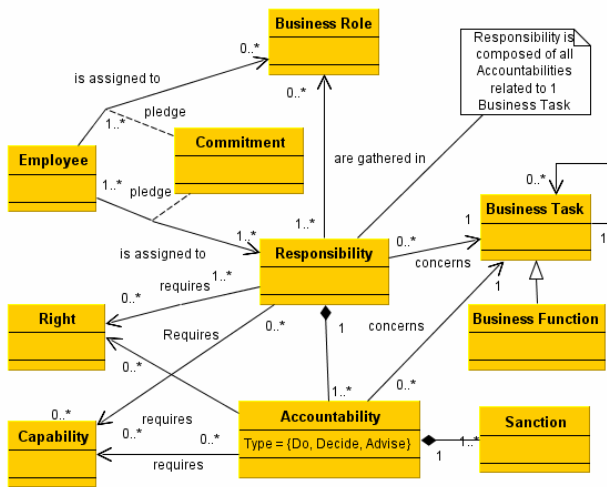 Business Role
Responsibility is
composed of all
Accountabilities
related to 1
Business Task
0..*
is assigned to
0..*
pledge
1..*
Commitment
Employee
are gathered in
1..*
pledge
0..*
Business Task
1..*
1..*
1
1
is assigned to
Responsibility
0..*
concerns
1..*
requires
0..*
0..*
1
Right
Requires
1
concerns
Business Function
0..*
1..*
0..*
0..*
requires
Accountability
Sanction
Capability
0..*
0..*
Type = {Do, Decide, Advise}
1
1..*
requires